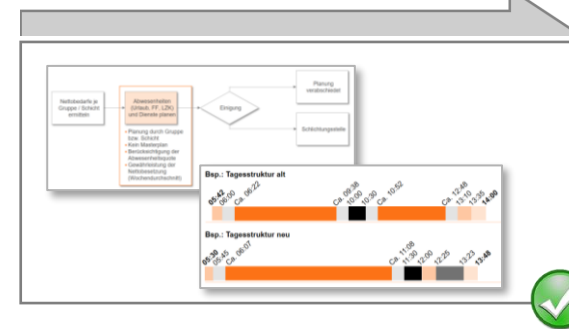 Nettobedarfe je
Gruppe / Schicht
ermitteln
Abwesenheiten
(Urlaub, FF, LZK)
und Dienste planen
• Planung durch Gruppe
bzw. Schicht
• Kein Masterplan
• Berücksichtigung der
Abwesenheitsquote
• Gewährleistung der
Nettobesetzung
(Wochendurchschnitt)
Einigung
Planung
verabschiedet
Schlichtungsstelle
Bsp.: Tagesstruktur alt
05:42
06:00
Ca. 06:22
Ca. 09:38
10:00
10:30
Ca. 10:52
Ca. 12:48
13:10
13:35
14:00
Bsp.: Tagesstruktur neu
05:30
05:45
Ca. 06:07
Ca. 11:08
11:30
12:00
12:25
13:23
13:48